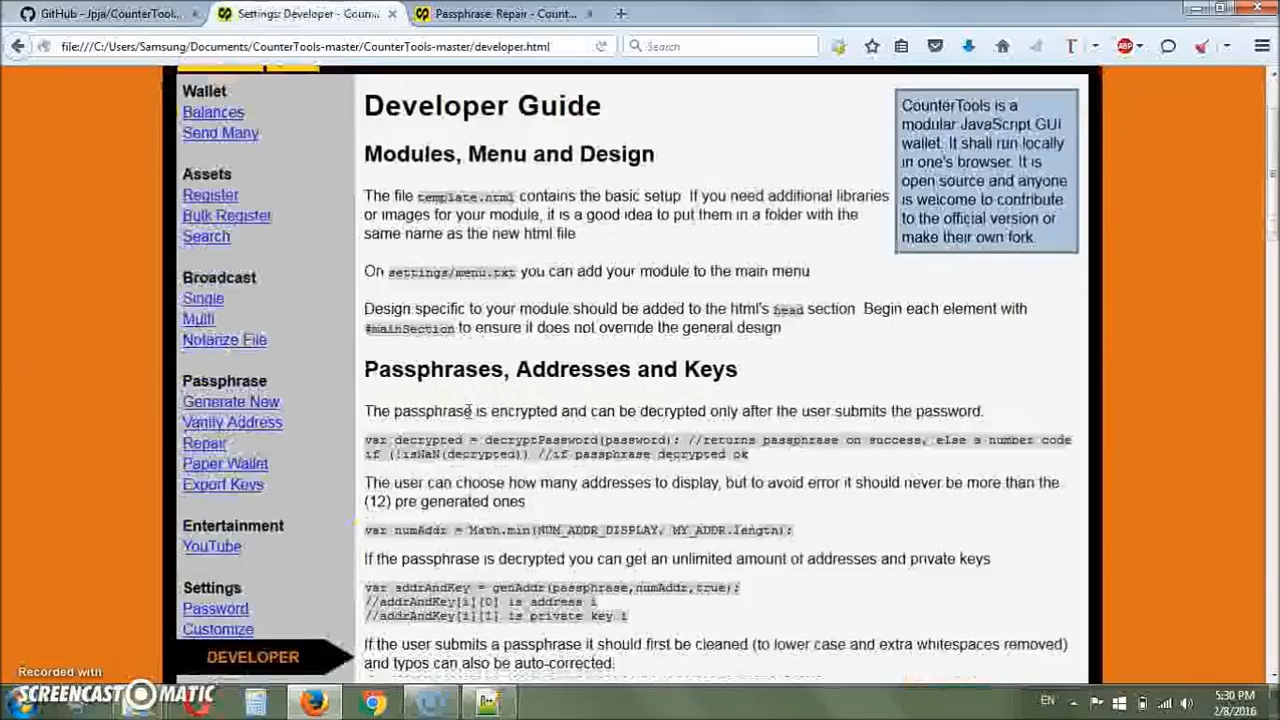 GitHub - Jpja/CounterTool...
Settings: Developer - Coun...
Passphrase: Repair - Count...
file:///C:/Users/Samsung/Documents/CounterTools-master/CounterTools-master/developer.html
Search
ABP
Wallet
Balances
Send Many
Assets
Register
Bulk Register
Search
Broadcast
Single
Multi
Notarize File
Passphrase
Generate New
Vanity Address
Repair
Paper Wallet
Export Keys
Entertainment
YouTube
Settings
Password
Customize
DEVELOPER
Developer Guide
Modules, Menu and Design
The file template.html contains the basic setup. If you need additional libraries
or images for your module, it is a good idea to put them in a folder with the
same name as the new html file
On settings/menu.txt you can add your module to the main menu
Design specific to your module should be added to the html's head section. Begin each element with
#mainSection to ensure it does not override the general design
Passphrases, Addresses and Keys
The passphrase is encrypted and can be decrypted only after the user submits the password.
var decrypted = decryptPassword(password); //returns passphrase on success, else a number code
if (!isNaN(decrypted)) //if passphrase decrypted ok
The user can choose how many addresses to display, but to avoid error it should never be more than the
(12) pre generated ones
var numAddr = Math.min(NUM_ADDR_DISPLAY, MY_ADDR.length);
If the passphrase is decrypted you can get an unlimited amount of addresses and private keys
var addrAndKey = genAddr(passphrase,numAddr,true);
//addrAndKey[i][0] is address i
//addrAndKey[i][1] is private key i
If the user submits a passphrase it should first be cleaned (to lower case and extra whitespaces removed)
and typos can also be auto-corrected.
CounterTools is a
modular JavaScript GUI
wallet. It shall run locally
in one's browser. It is
open source and anyone
is welcome to contribute
to the official version or
make their own fork.
Recorded with
SCREENCAST-O-MATIC
EN
5:30 PM
2/8/2016